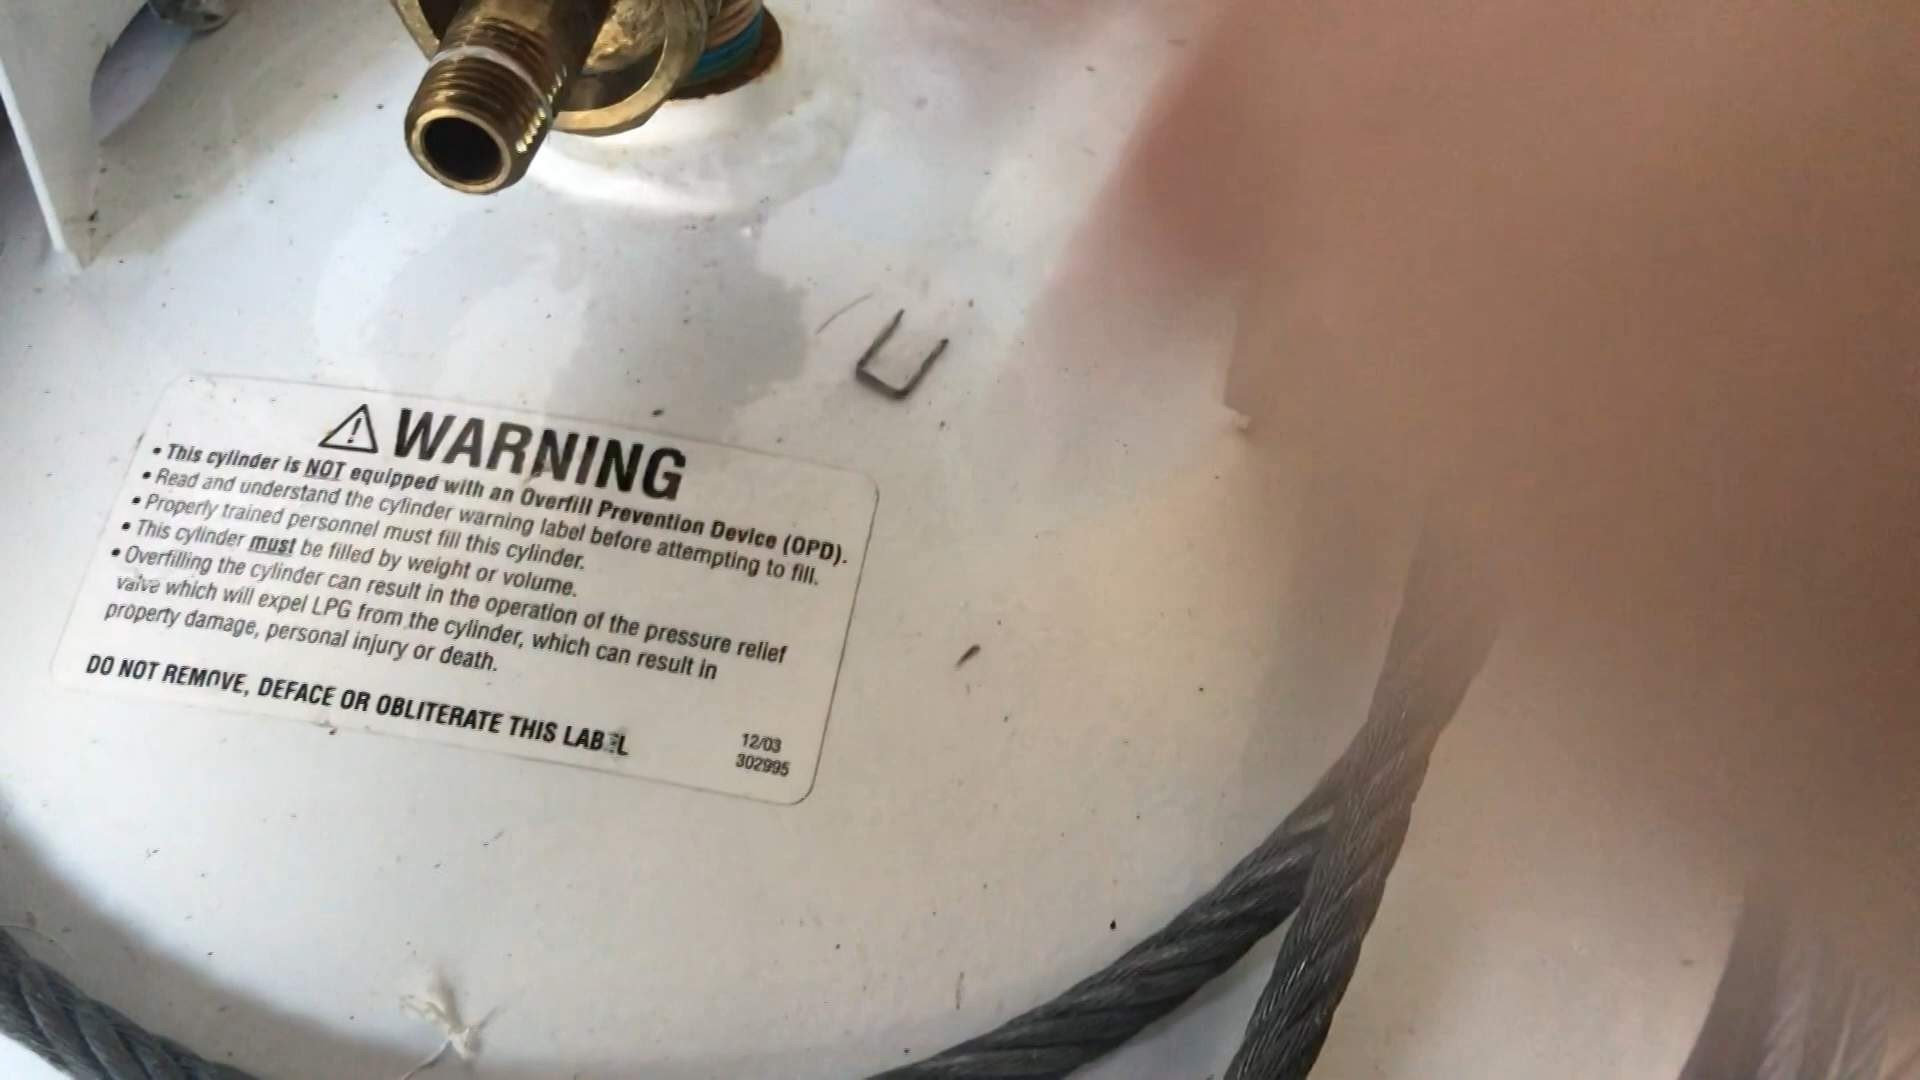 WARNING
• This cylinder is NOT equipped with an Overfill Prevention Device (OPD).
• Read and understand the cylinder warning label before attempting to fill.
• Properly trained personnel must fill this cylinder.
• This cylinder must be filled by weight or volume.
• Overfilling the cylinder can result in the operation of the pressure relief
valve which will expel LPG from the cylinder, which can result in
property damage, personal injury or death.
DO NOT REMOVE, DEFACE OR OBLITERATE THIS LABEL
12/03
302995